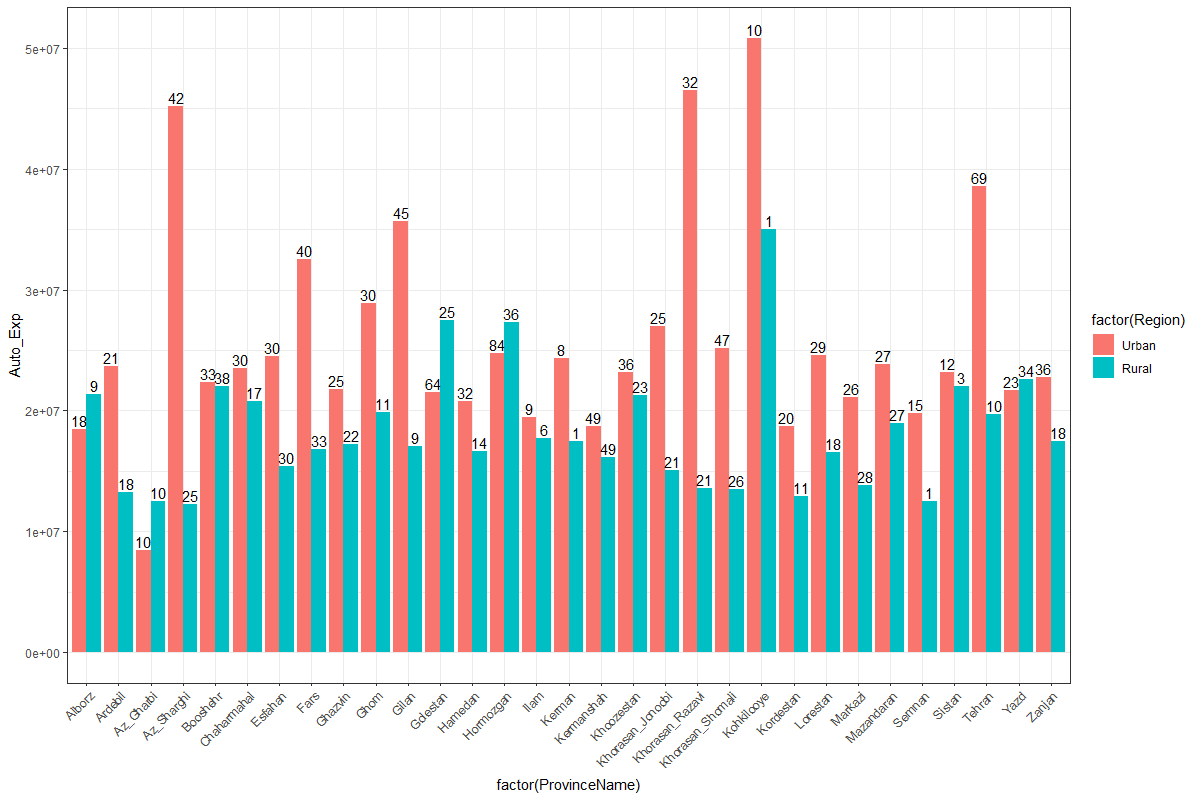 5e+07
4e+07
3e+07
2e+07
1e+07
0e+00
Auto_Exp
18 9
21 18
10 10
42 25
33 38
30 17
30 30
40 33
25 22
30 11
45 9
64 25
32 14
84 36
9 6
8 1
49 49
36 23
25 21
32 21
47 26
10 1
20 11
29 18
26 28
27 27
15 1
12 3
69 10
23 34
36 18
Alborz
Ardebil
Az_Gharbi
Az_Sharghi
Booshehr
Chaharmahal
Esfahan
Fars
Ghazvin
Ghom
Gilan
Golestan
Hamedan
Hormozgan
Ilam
Kerman
Kermanshah
Khoozestan
Khorasan_Jonoobi
Khorasan_Razavi
Khorasan_Shomali
Kohkilooye
Kordestan
Lorestan
Markazi
Mazandaran
Semnan
Sistan
Tehran
Yazd
Zanjan
factor(ProvinceName)
factor(Region)
Urban
Rural